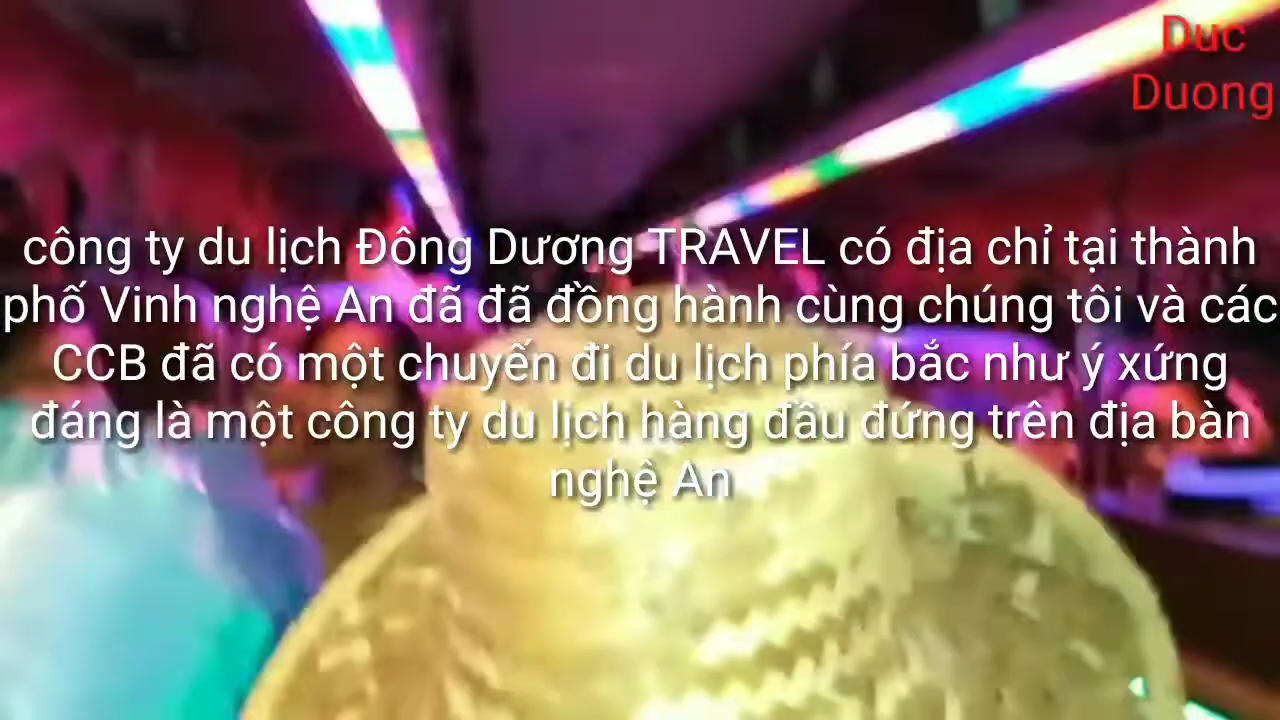 Duc
Duong
công ty du lịch Đông Dương TRAVEL có địa chỉ tại thành
phố Vinh nghệ An đã đã đồng hành cùng chúng tôi và các
CCB đã có một chuyến đi du lịch phía bắc như ý xứng
đáng là một công ty du lịch hàng đầu đứng trên địa bàn
nghệ An